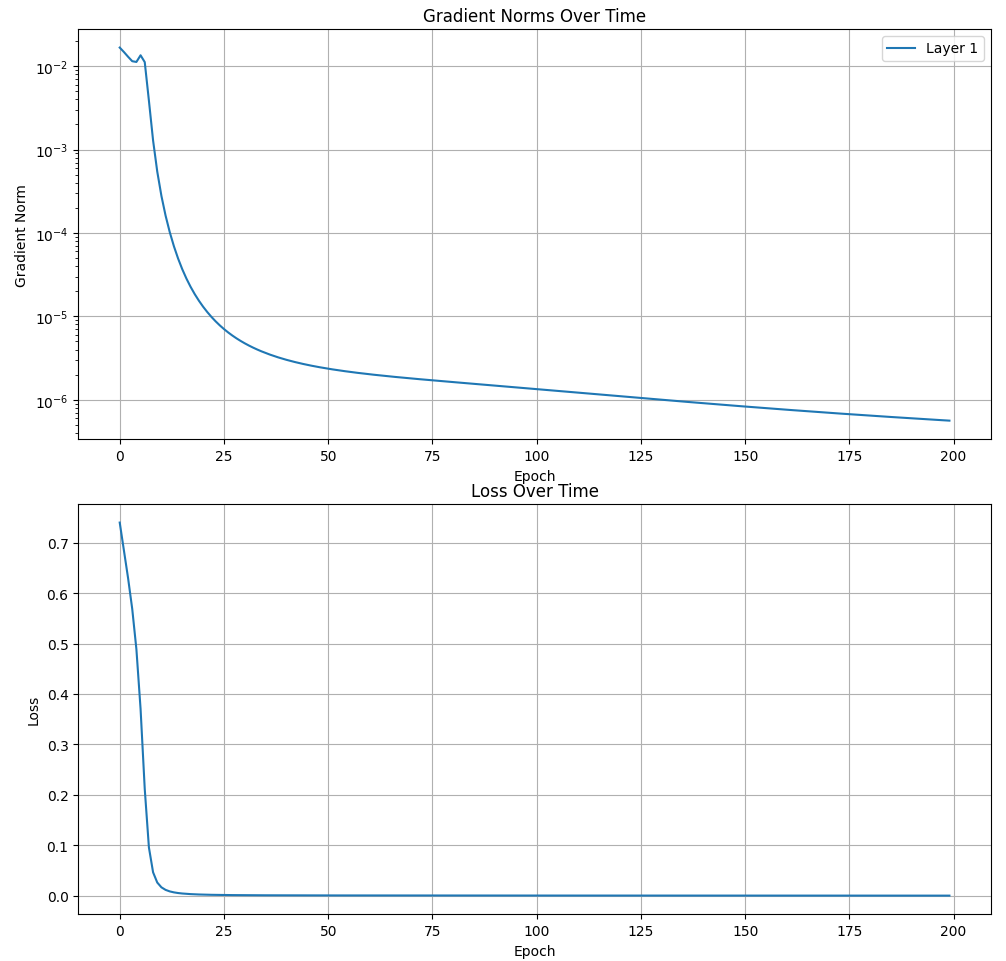 Gradient Norms Over Time
Layer 1
Gradient Norm
10⁻²
10⁻³
10⁻⁴
10⁻⁵
10⁻⁶
0 25 50 75 100 125 150 175 200
Epoch
Loss Over Time
Loss
0.7
0.6
0.5
0.4
0.3
0.2
0.1
0.0
0 25 50 75 100 125 150 175 200
Epoch